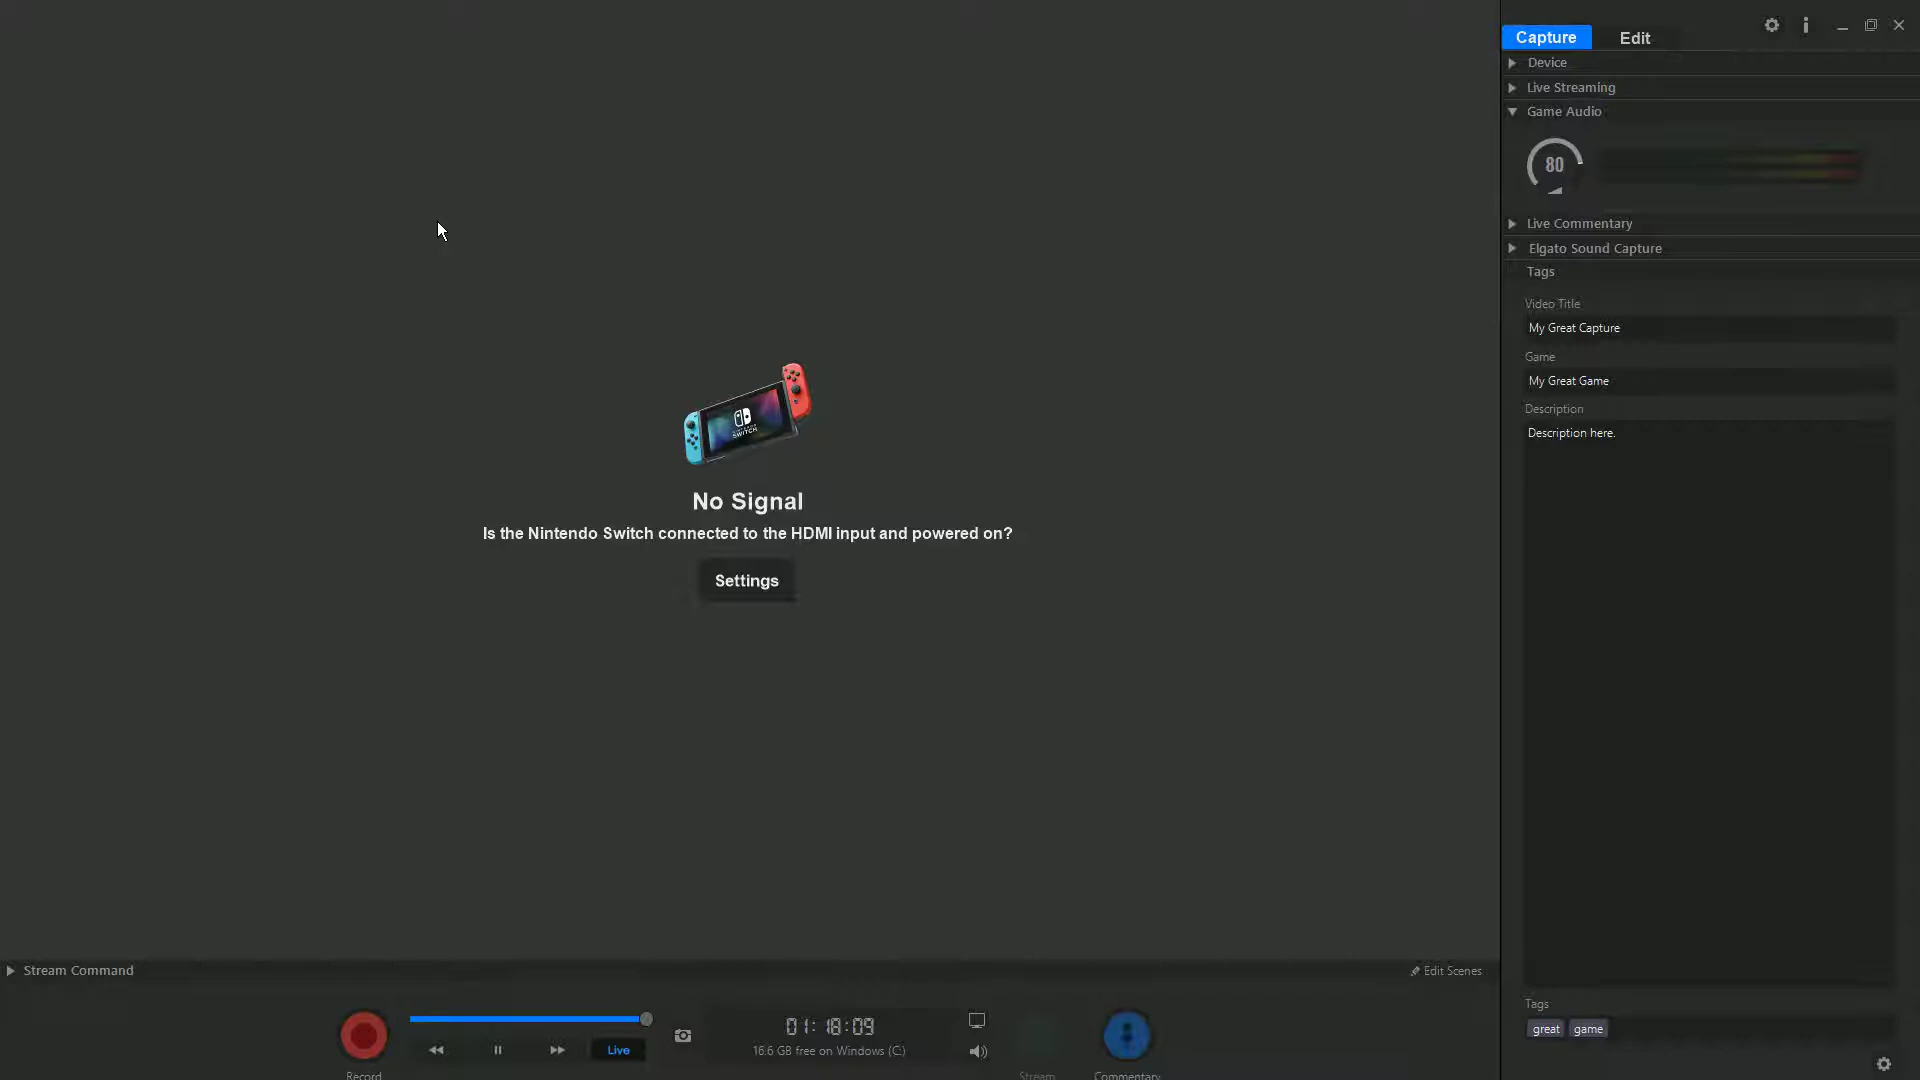 Capture
Edit
Device
Live Streaming
Game Audio
80
Live Commentary
Elgato Sound Capture
Tags
Video Title
My Great Capture
Game
My Great Game
Description
Description here.
SWITCH
No Signal
Is the Nintendo Switch connected to the HDMI input and powered on?
Settings
Stream Command
Edit Scenes
01:18:09
Live
16.6 GB free on Windows (C:)
Record
Stream
Commentary
Tags
great game